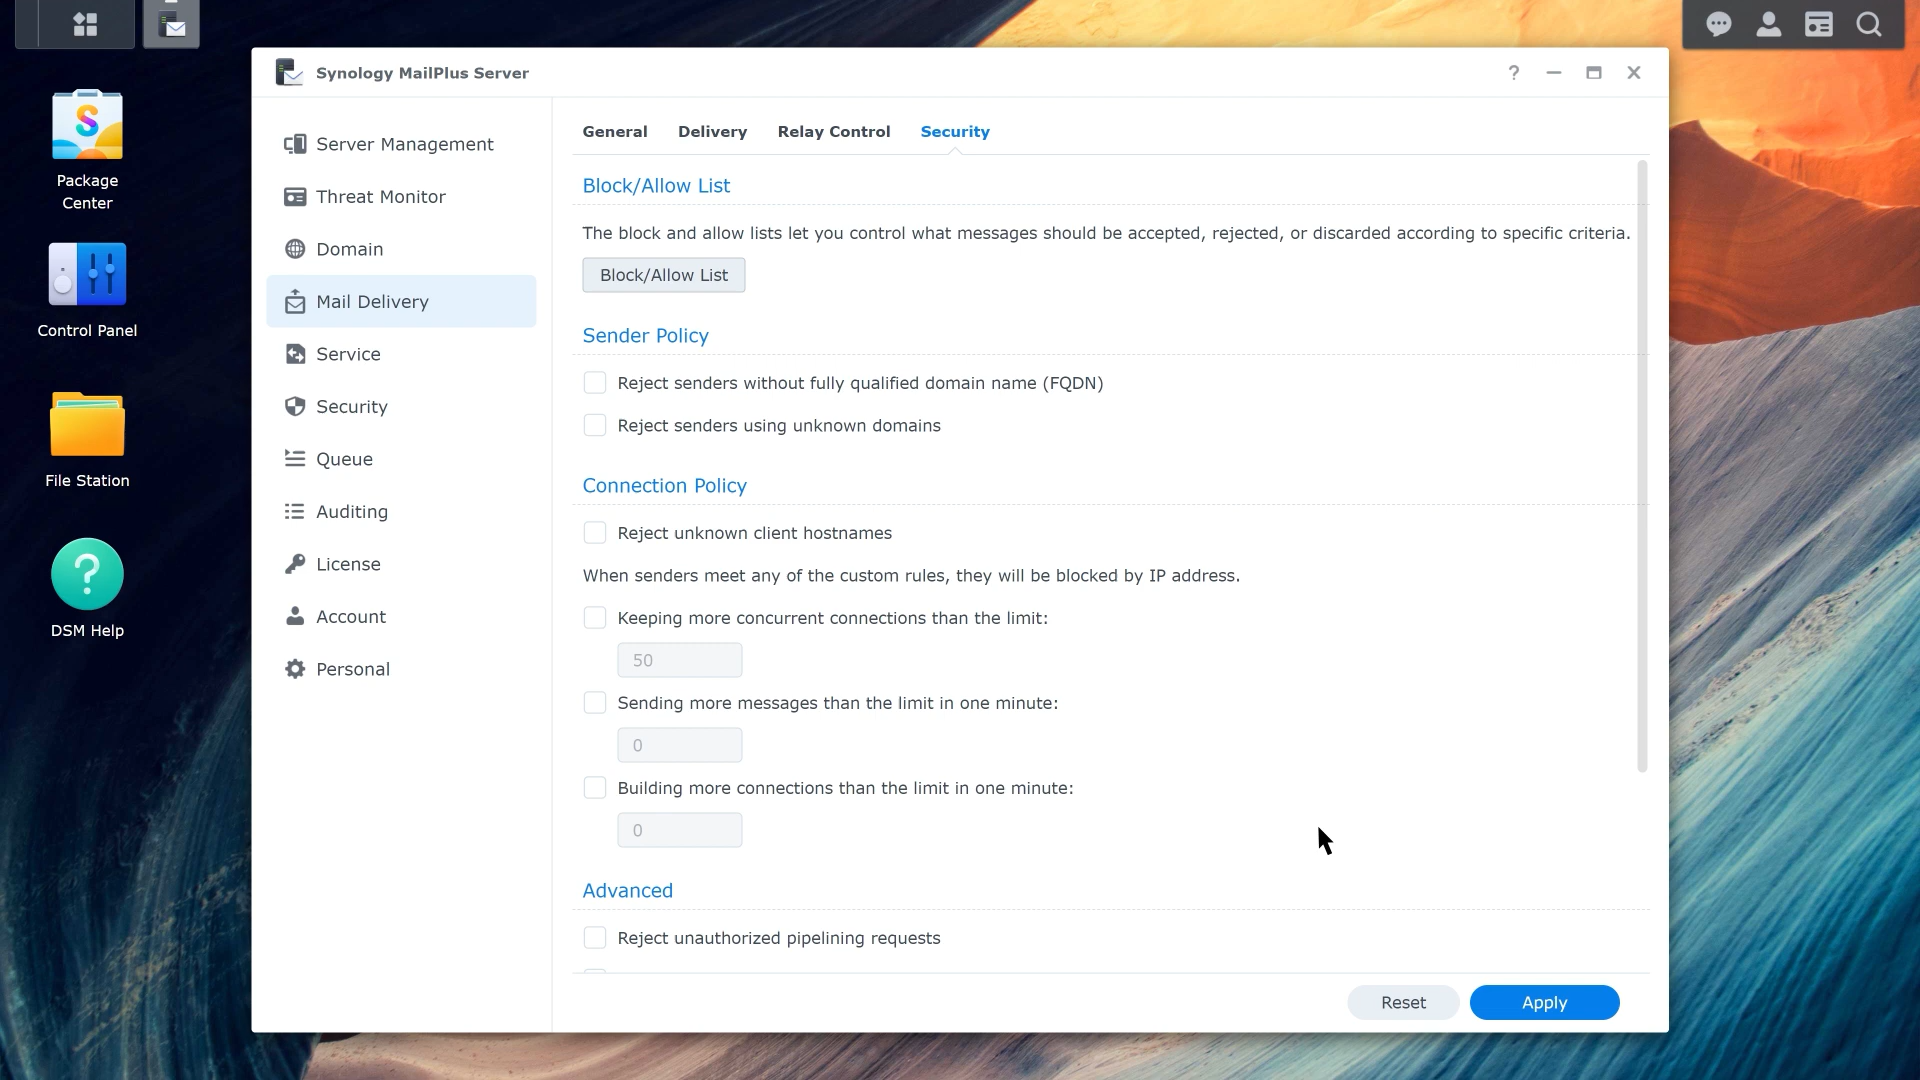 Synology MailPlus Server
Package
Center
Control Panel
File Station
DSM Help
Server Management
Threat Monitor
Domain
Mail Delivery
Service
Security
Queue
Auditing
License
Account
Personal
General Delivery Relay Control Security
Block/Allow List
The block and allow lists let you control what messages should be accepted, rejected, or discarded according to specific criteria.
Block/Allow List
Sender Policy
Reject senders without fully qualified domain name (FQDN)
Reject senders using unknown domains
Connection Policy
Reject unknown client hostnames
When senders meet any of the custom rules, they will be blocked by IP address.
Keeping more concurrent connections than the limit:
50
Sending more messages than the limit in one minute:
0
Building more connections than the limit in one minute:
0
Advanced
Reject unauthorized pipelining requests
Reset Apply